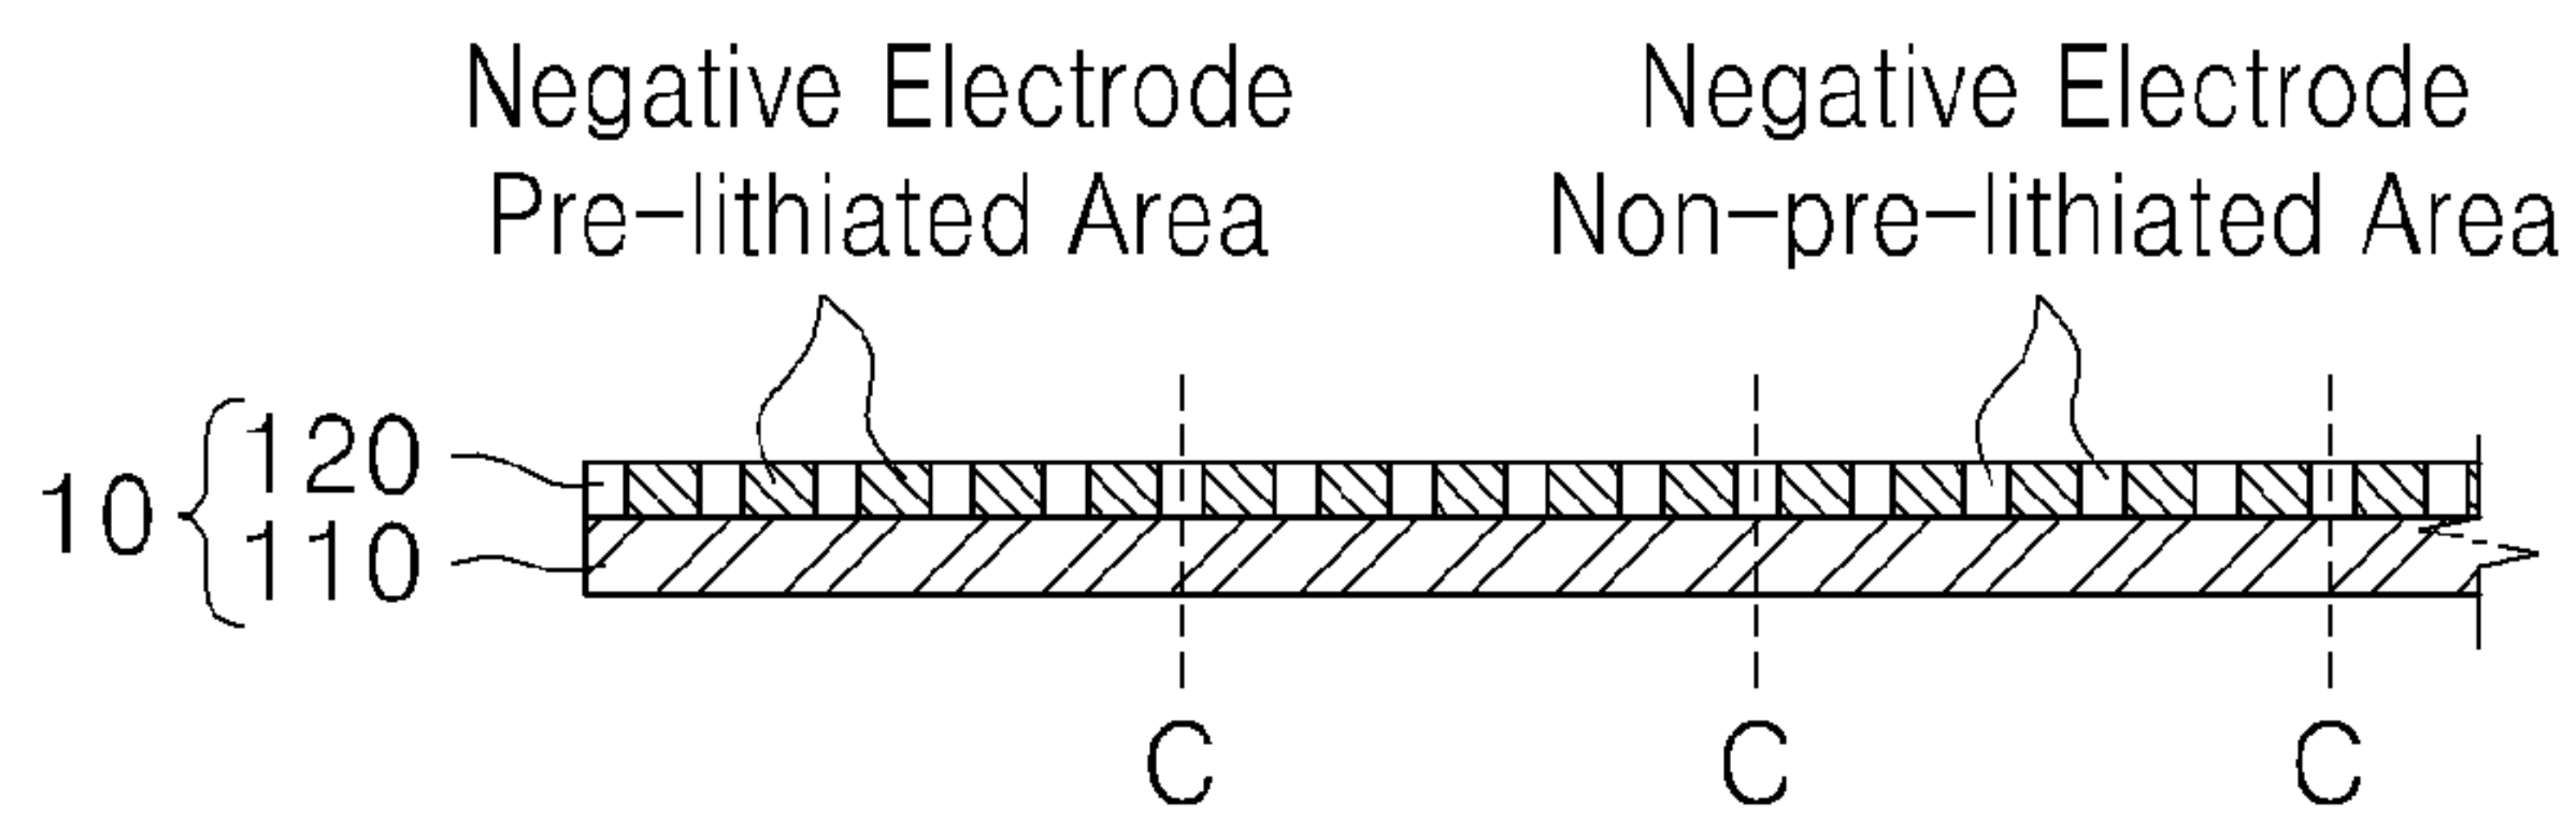 Negative Electrode
Pre-lithiated Area
Negative Electrode
Non-pre-lithiated Area
10
120
110
C
C
C